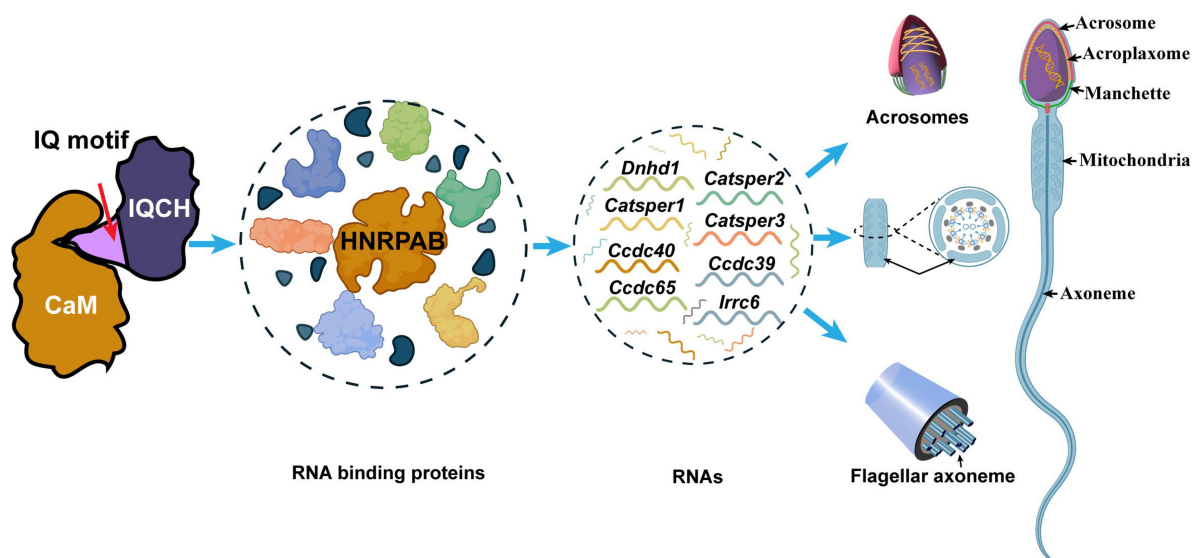 IQ motif
IQCH
CaM
HNRPAB
RNA binding proteins
Dnhd1
Catsper2
Catsper1
Catsper3
Ccdc40
Ccdc39
Ccdc65
Irrc6
RNAs
Acrosomes
Flagellar axoneme
Acrosome
Acroplaxome
Manchette
Mitochondria
Axoneme